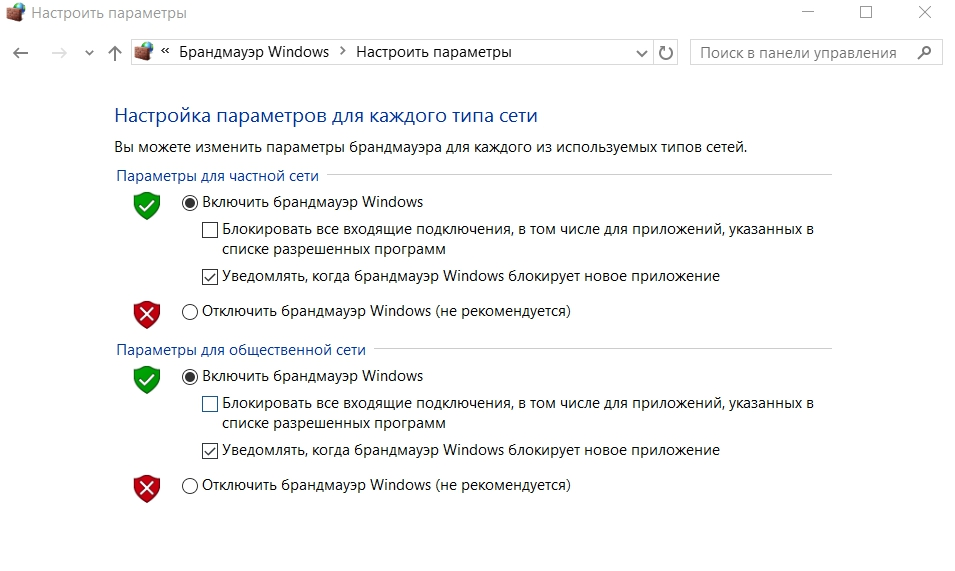 Настроить параметры
« Брандмауэр Windows > Настроить параметры
Поиск в панели управления
Настройка параметров для каждого типа сети
Вы можете изменить параметры брандмауэра для каждого из используемых типов сетей.
Параметры для частной сети
Включить брандмауэр Windows
Блокировать все входящие подключения, в том числе для приложений, указанных в
списке разрешенных программ
Уведомлять, когда брандмауэр Windows блокирует новое приложение
Отключить брандмауэр Windows (не рекомендуется)
Параметры для общественной сети
Включить брандмауэр Windows
Блокировать все входящие подключения, в том числе для приложений, указанных в
списке разрешенных программ
Уведомлять, когда брандмауэр Windows блокирует новое приложение
Отключить брандмауэр Windows (не рекомендуется)